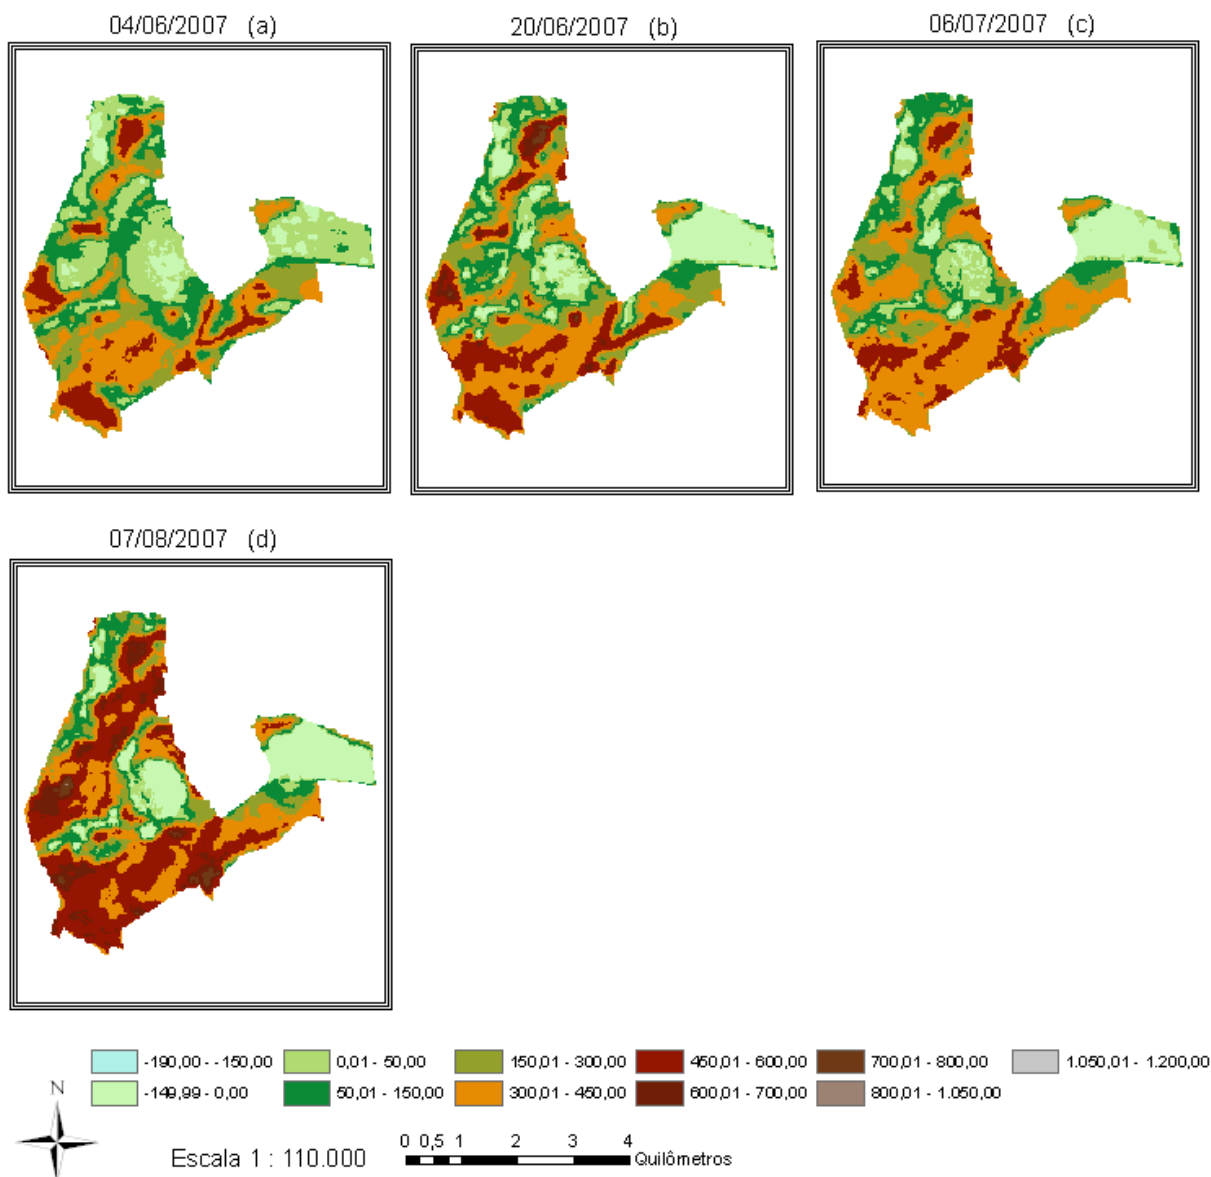 04/06/2007 (a)
20/06/2007 (b)
06/07/2007 (c)
07/08/2007 (d)
-190,00 - -150,00
0,01 - 50,00
150,01 - 300,00
450,01 - 600,00
700,01 - 800,00
1.050,01 - 1.200,00
-149,99 - 0,00
50,01 - 150,00
300,01 - 450,00
600,01 - 700,00
800,01 - 1.050,00
N
Escala 1 : 110.000
0 0,5 1 2 3 4
Quilômetros